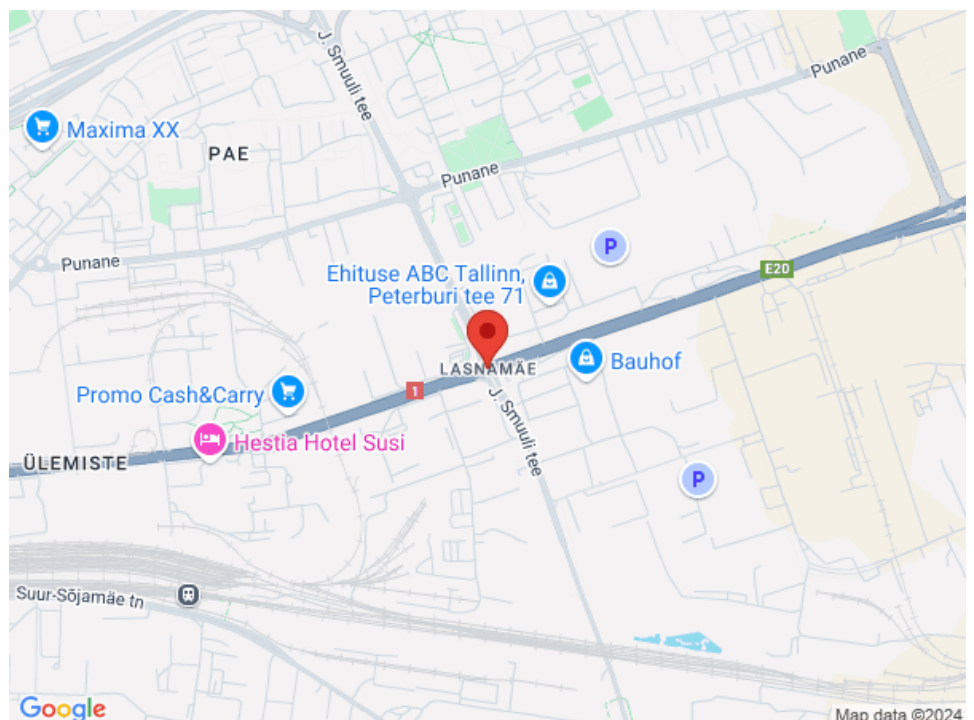 J. Smuuli tee
Punane
Maxima XX
PAE
Punane
Punane
Ehituse ABC Tallinn,
Peterburi tee 71
P
E20
LASNAMÄE
Bauhof
1
Promo Cash&Carry
J. Smuuli tee
Hestia Hotel Susi
ÜLEMISTE
P
Suur-Sõjamäe tn
Google
Map data ©2024